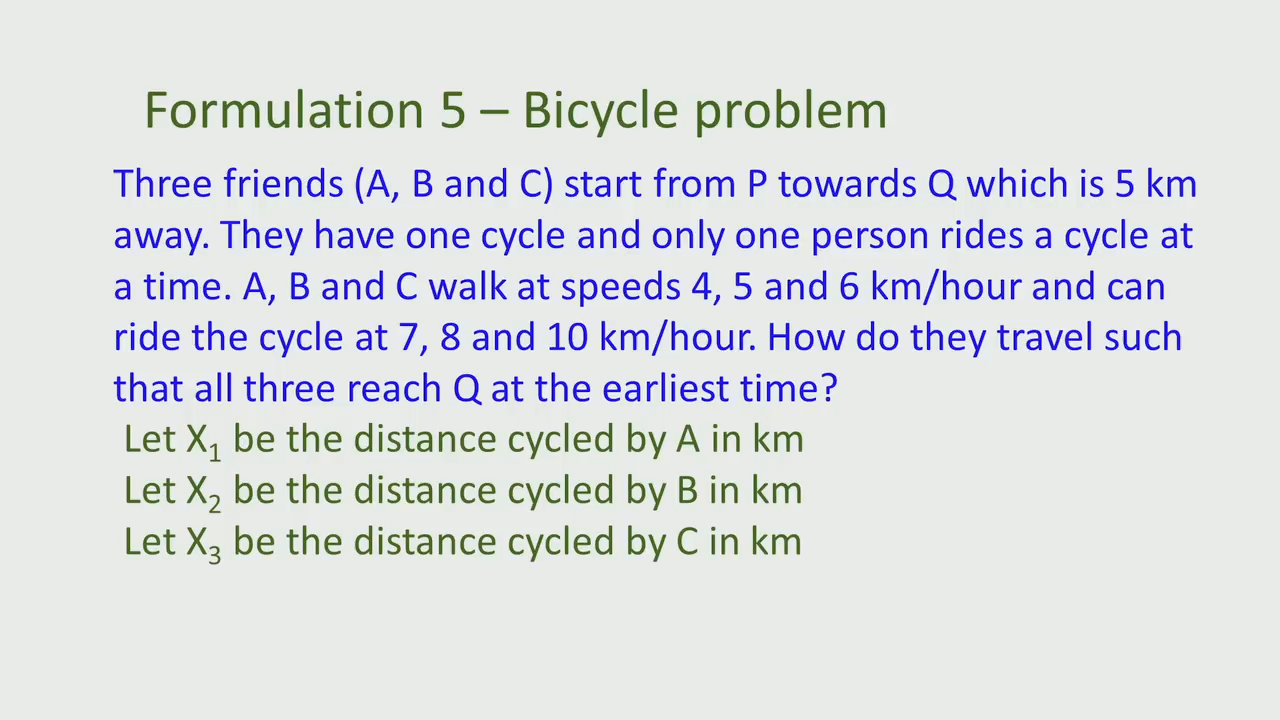 Formulation 5 – Bicycle problem
Three friends (A, B and C) start from P towards Q which is 5 km
away. They have one cycle and only one person rides a cycle at
a time. A, B and C walk at speeds 4, 5 and 6 km/hour and can
ride the cycle at 7, 8 and 10 km/hour. How do they travel such
that all three reach Q at the earliest time?
Let X₁ be the distance cycled by A in km
Let X₂ be the distance cycled by B in km
Let X₃ be the distance cycled by C in km